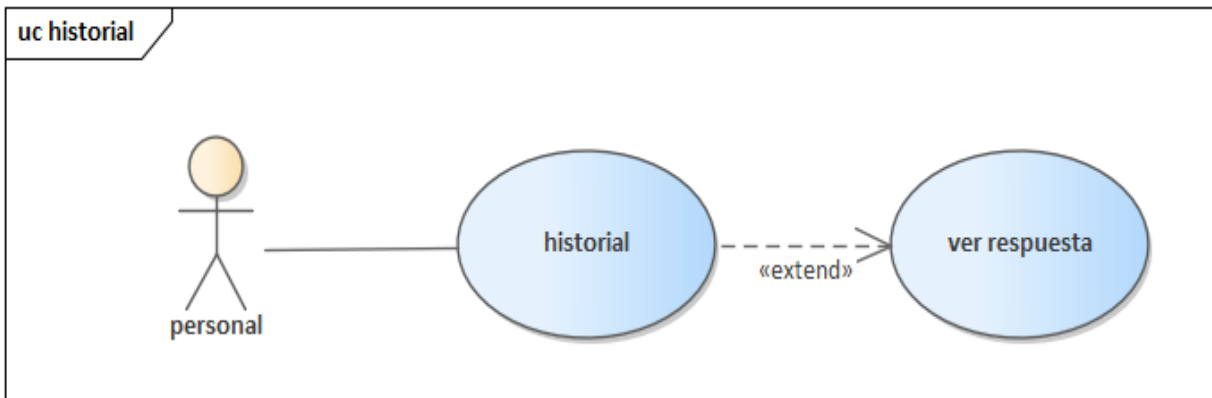 uc historial
historial
ver respuesta
«extend»
personal